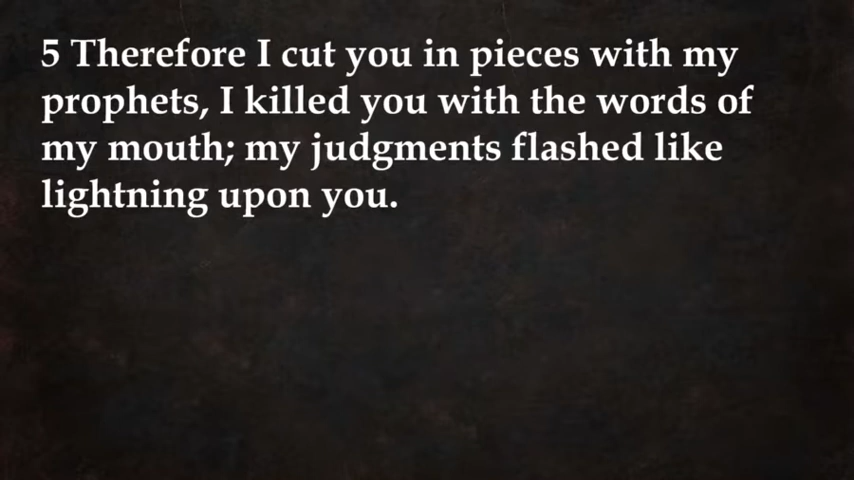 5 Therefore I cut you in pieces with my
prophets, I killed you with the words of
my mouth; my judgments flashed like
lightning upon you.